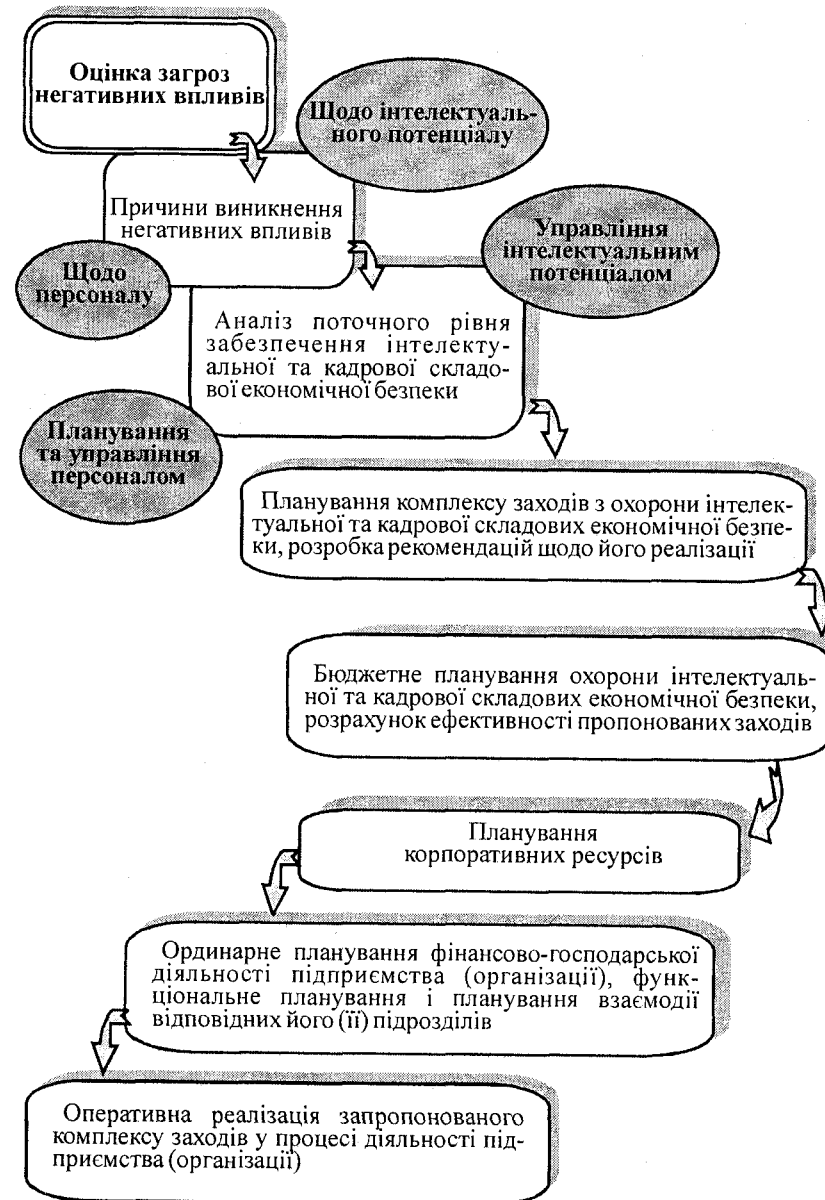 Оцінка загроз
негативних впливів
Щодо інтелектуаль-
ного потенціалу
Причини виникнення
негативних впливів
Управління
інтелектуальним
потенціалом
Щодо
персоналу
Аналіз поточного рівня
забезпечення інтелекту-
альної та кадрової складо-
вої економічної безпеки
Планування
та управління
персоналом
Планування комплексу заходів з охорони інтелек-
туальної та кадрової складових економічної безпе-
ки, розробка рекомендацій щодо його реалізації
Бюджетне планування охорони інтелектуаль-
ної та кадрової складових економічної безпеки,
розрахунок ефективності пропонованих заходів
Планування
корпоративних ресурсів
Ординарне планування фінансово-господарської
діяльності підприємства (організації), функ-
ціональне планування і планування взаємодії
відповідних його (її) підрозділів
Оперативна реалізація запропонованого
комплексу заходів у процесі діяльності під-
приємства (організації)